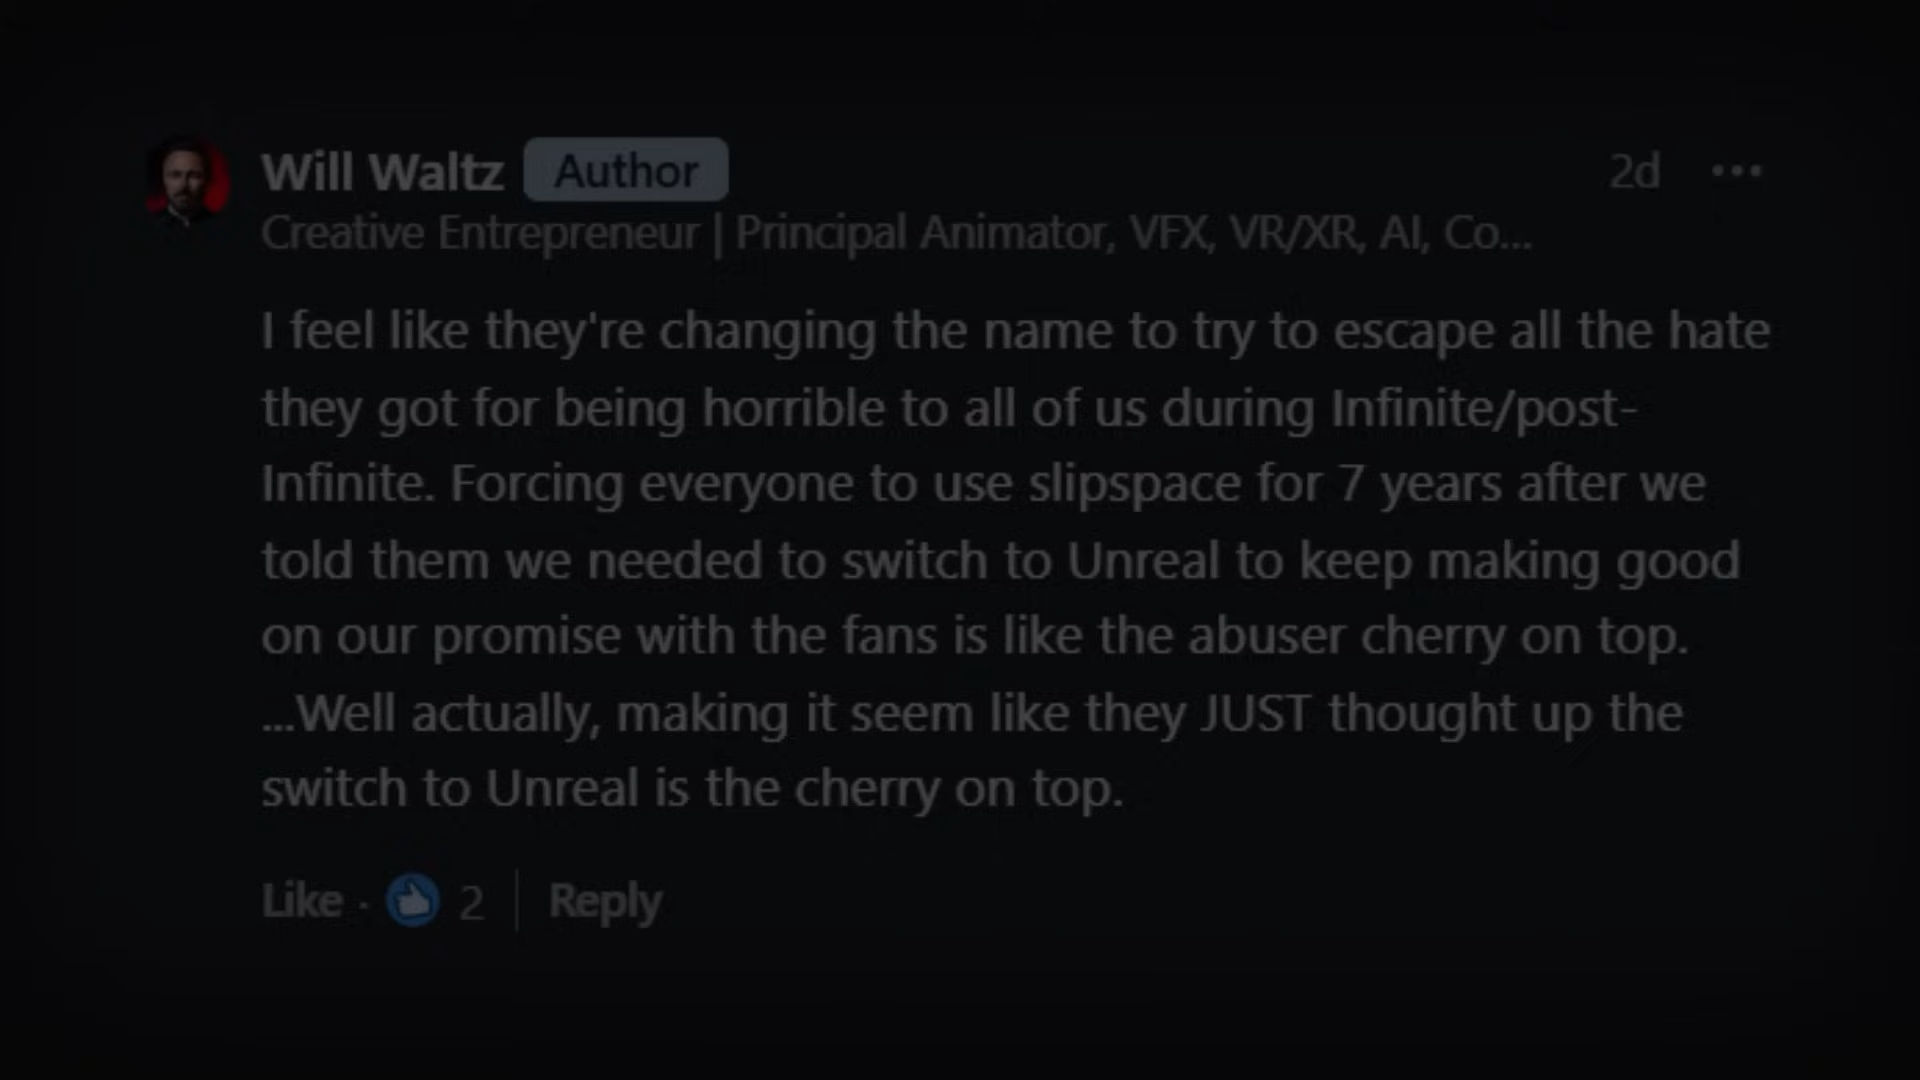 Will Waltz Author 2d ...
Creative Entrepreneur | Principal Animator, VFX, VR/XR, AI, Co...
I feel like they're changing the name to try to escape all the hate
they got for being horrible to all of us during Infinite/post-
Infinite. Forcing everyone to use slipspace for 7 years after we
told them we needed to switch to Unreal to keep making good
on our promise with the fans is like the abuser cherry on top.
...Well actually, making it seem like they JUST thought up the
switch to Unreal is the cherry on top.
Like · 2 | Reply